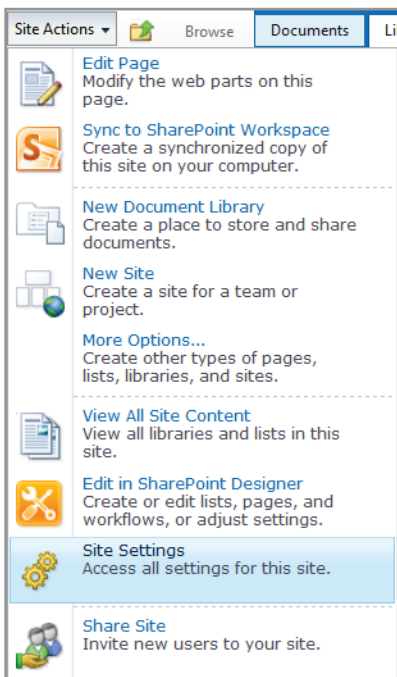 Site Actions Browse Documents Li
Edit Page
Modify the web parts on this
page.
Sync to SharePoint Workspace
Create a synchronized copy of
this site on your computer.
New Document Library
Create a place to store and share
documents.
New Site
Create a site for a team or
project.
More Options...
Create other types of pages,
lists, libraries, and sites.
View All Site Content
View all libraries and lists in this
site.
Edit in SharePoint Designer
Create or edit lists, pages, and
workflows, or adjust settings.
Site Settings
Access all settings for this site.
Share Site
Invite new users to your site.